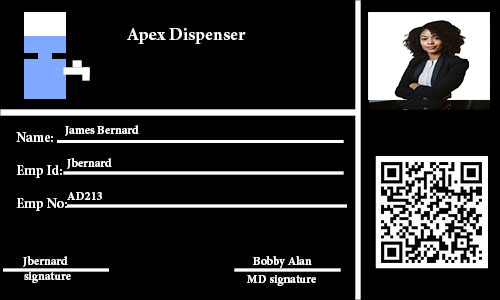 Apex Dispenser
Name: James Bernard
Emp Id: Jbernard
Emp No: AD213
Jbernard
signature
Bobby Alan
MD signature